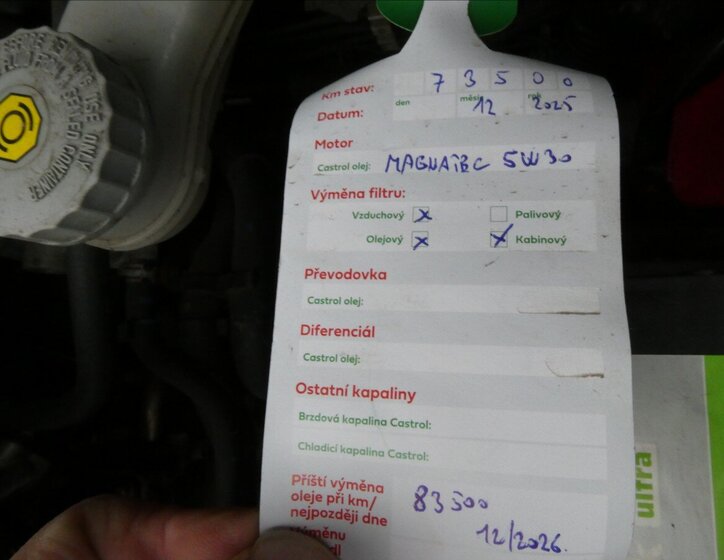 Km stav: 7 3 5 0 0
Datum: den měsíc 12 rok 2025
Motor
Castrol olej: MAGNATEC 5W30
Výměna filtru:
Vzduchový x Palivový
Olejový x Kabinový x
Převodovka
Castrol olej:
Diferenciál
Castrol olej:
Ostatní kapaliny
Brzdová kapalina Castrol:
Chladicí kapalina Castrol:
Příští výměna
oleje při km/ 83500
nejpozději dne 12/2026
Výměnu
ultra